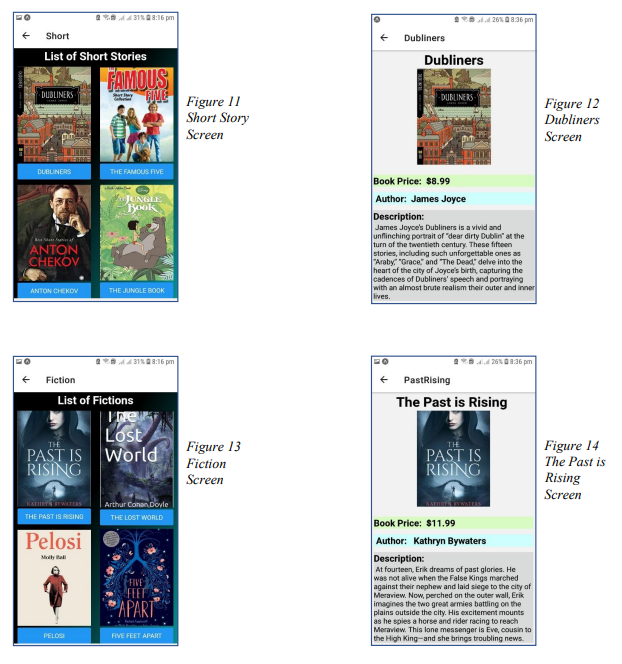 31% 8:16 pm
Short
List of Short Stories
DUBLINERS
JAMES JOYCE
THE
FAMOUS
FIVE
Short Story
Collection
DUBLINERS
THE FAMOUS FIVE
Best Short Stories of
ANTON
CHEKOV
THE
JUNGLE
BOOK
ANTON CHEKOV
THE JUNGLE BOOK
Figure 11
Short Story
Screen
26% 8:36 pm
Dubliners
Dubliners
DUBLINERS
JAMES JOYCE
Book Price: $8.99
Author: James Joyce
Description:
James Joyce's Dubliners is a vivid and
unflinching portrait of "dear dirty Dublin" at the
turn of the twentieth century. These fifteen
stories, including such unforgettable ones as
"Araby," "Grace," and "The Dead," delve into the
heart of the city of Joyce's birth, capturing the
cadences of Dubliners' speech and portraying
with an almost brute realism their outer and inner
lives.
Figure 12
Dubliners
Screen
31% 8:16 pm
Fiction
List of Fictions
THE
PAST IS
RISING
KATHRYN BYWATERS
The
Lost
World
Arthur Conan Doyle
THE PAST IS RISING
THE LOST WORLD
Pelosi
Molly Ball
FIVE
FEET
APART
PELOSI
FIVE FEET APART
Figure 13
Fiction
Screen
26% 8:36 pm
PastRising
The Past is Rising
THE
PAST IS
RISING
KATHRYN BYWATERS
Book Price: $11.99
Author: Kathryn Bywaters
Description:
At fourteen, Erik dreams of past glories. He
was not alive when the False Kings marched
against their nephew and laid siege to the city of
Meraview. Now, perched on the outer wall, Erik
imagines the two great armies battling on the
plains outside the city. His excitement mounts
as he spies a horse and rider racing to reach
Meraview. This lone messenger is Eve, cousin to
the High King—and she brings troubling news.
Figure 14
The Past is
Rising
Screen